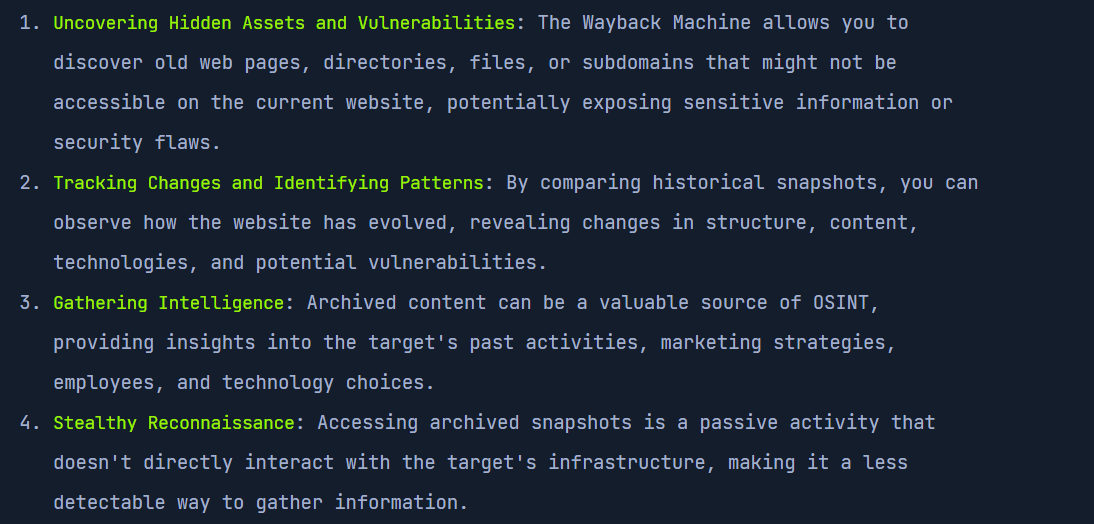 1. Uncovering Hidden Assets and Vulnerabilities: The Wayback Machine allows you to
discover old web pages, directories, files, or subdomains that might not be
accessible on the current website, potentially exposing sensitive information or
security flaws.
2. Tracking Changes and Identifying Patterns: By comparing historical snapshots, you can
observe how the website has evolved, revealing changes in structure, content,
technologies, and potential vulnerabilities.
3. Gathering Intelligence: Archived content can be a valuable source of OSINT,
providing insights into the target's past activities, marketing strategies,
employees, and technology choices.
4. Stealthy Reconnaissance: Accessing archived snapshots is a passive activity that
doesn't directly interact with the target's infrastructure, making it a less
detectable way to gather information.